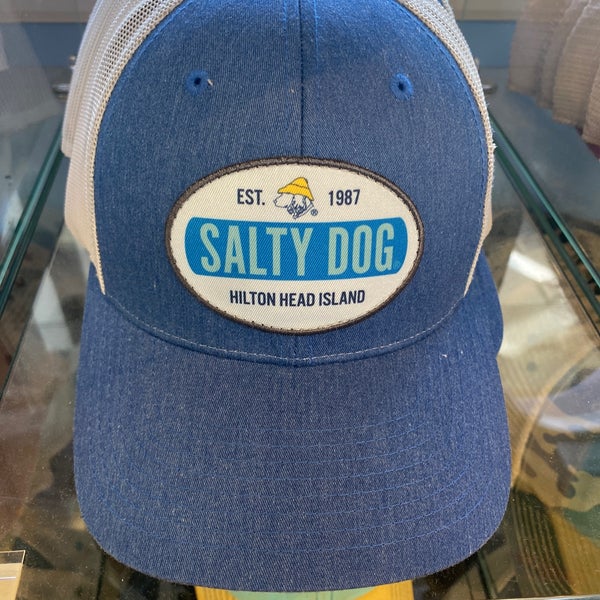 EST. 1987
®
SALTY DOG®
HILTON HEAD ISLAND